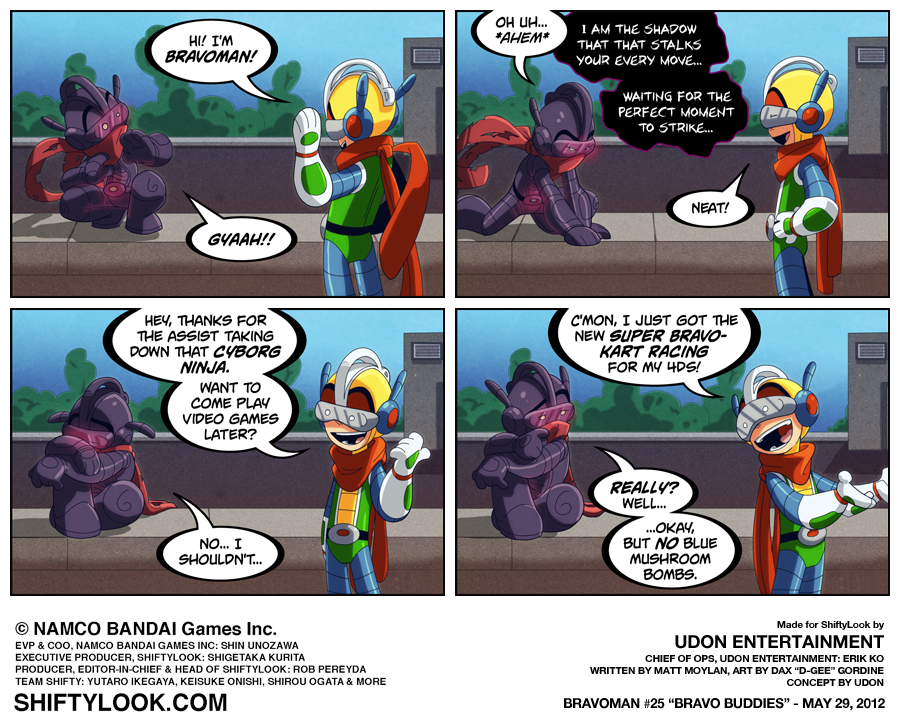 HI! I'M
BRAVOMAN!
GYAAH!!
OH UH...
*AHEM*
I AM THE SHADOW
THAT THAT STALKS
YOUR EVERY MOVE...
WAITING FOR THE
PERFECT MOMENT
TO STRIKE...
NEAT!
HEY, THANKS FOR
THE ASSIST TAKING
DOWN THAT CYBORG
NINJA.
WANT TO
COME PLAY
VIDEO GAMES
LATER?
NO... I
SHOULDN'T...
C'MON, I JUST GOT THE
NEW SUPER BRAVO-
KART RACING
FOR MY 4DS!
REALLY?
WELL...
...OKAY,
BUT NO BLUE
MUSHROOM
BOMBS.
© NAMCO BANDAI Games Inc.
EVP & COO, NAMCO BANDAI GAMES INC: SHIN UNOZAWA
EXECUTIVE PRODUCER, SHIFTYLOOK: SHIGETAKA KURITA
PRODUCER, EDITOR-IN-CHIEF & HEAD OF SHIFTYLOOK: ROB PEREYDA
TEAM SHIFTY: YUTARO IKEGAYA, KEISUKE ONISHI, SHIROU OGATA & MORE
SHIFTYLOOK.COM
Made for ShiftyLook by
UDON ENTERTAINMENT
CHIEF OF OPS, UDON ENTERTAINMENT: ERIK KO
WRITTEN BY MATT MOYLAN, ART BY DAX "D-GEE" GORDINE
CONCEPT BY UDON
BRAVOMAN #25 "BRAVO BUDDIES" - MAY 29, 2012